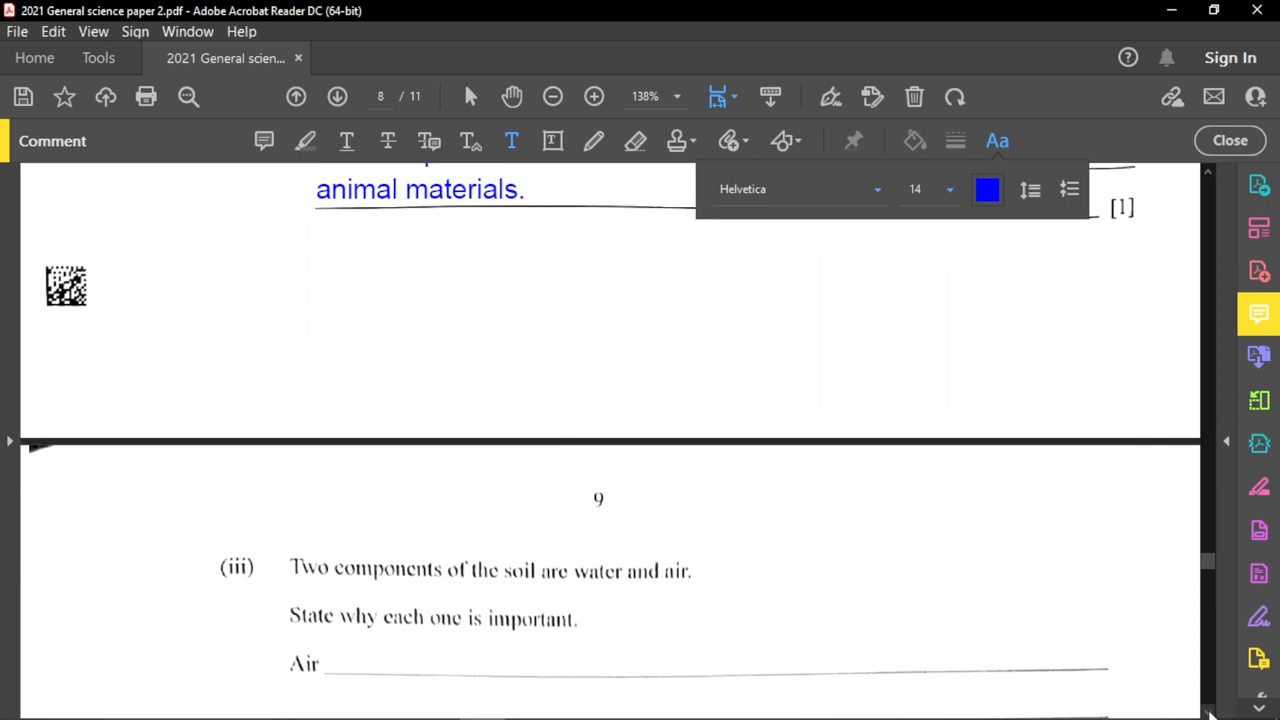 2021 General science paper 2.pdf - Adobe Acrobat Reader DC (64-bit)
File Edit View Sign Window Help
Home Tools 2021 General scien... × Sign In
8 / 11 138%
Comment Close
Helvetica 14
animal materials.
[1]
9
(iii) Two components of the soil are water and air.
State why each one is important.
Air